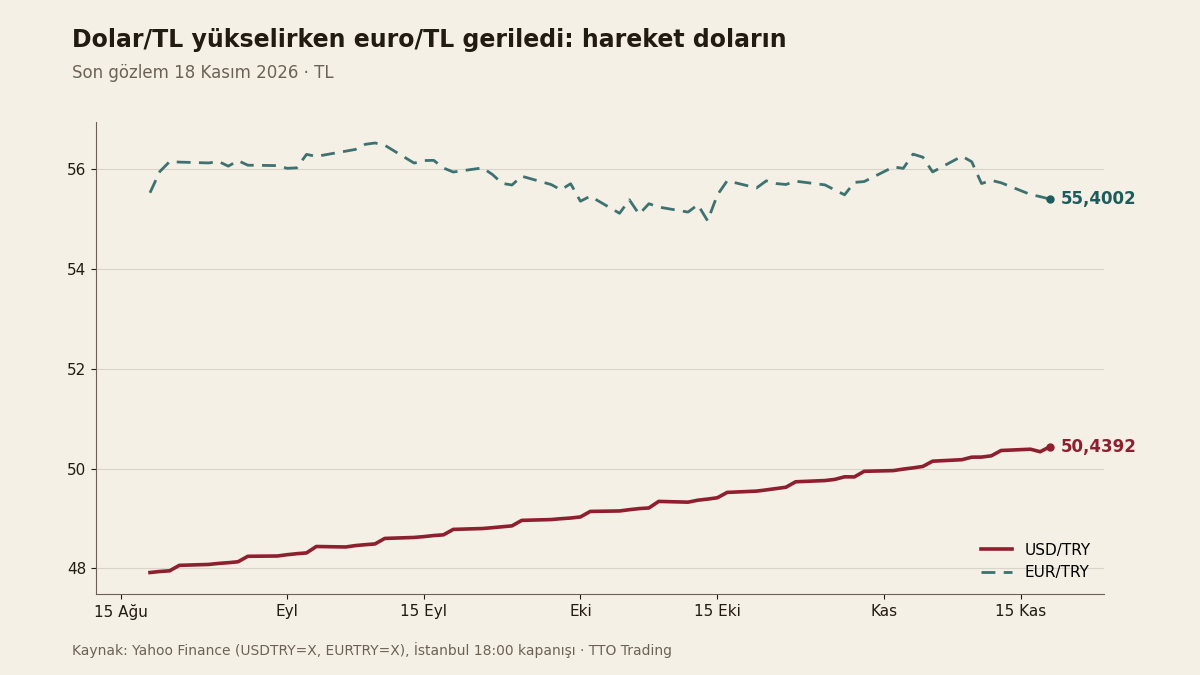 Dolar/TL yükselirken euro/TL geriledi: hareket doların
Son gözlem 18 Kasım 2026 · TL
56
54
52
50
48
55,4002
50,4392
USD/TRY
EUR/TRY
15 Ağu
Eyl
15 Eyl
Eki
15 Eki
Kas
15 Kas
Kaynak: Yahoo Finance (USDTRY=X, EURTRY=X), İstanbul 18:00 kapanışı · TTO Trading